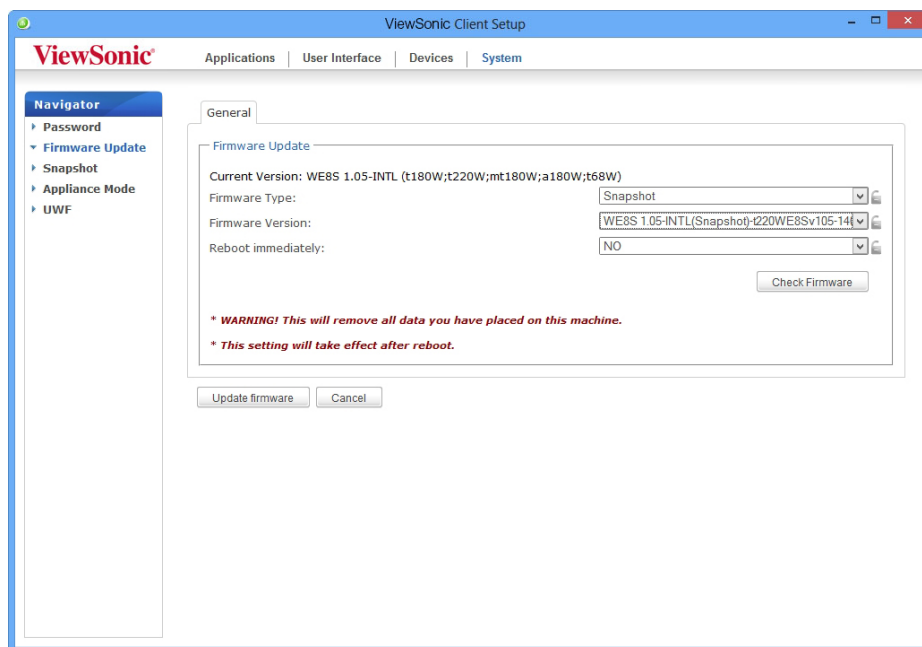 ViewSonic Client Setup
ViewSonic®
Applications
User Interface
Devices
System
Navigator
Password
Firmware Update
Snapshot
Appliance Mode
UWF
General
Firmware Update
Current Version: WE8S 1.05-INTL (t180W;t220W;mt180W;a180W;t68W)
Firmware Type:
Snapshot
Firmware Version:
WE8S 1.05-INTL(Snapshot)-t220WE8Sv105-14
Reboot immediately:
NO
Check Firmware
* WARNING! This will remove all data you have placed on this machine.
* This setting will take effect after reboot.
Update firmware
Cancel